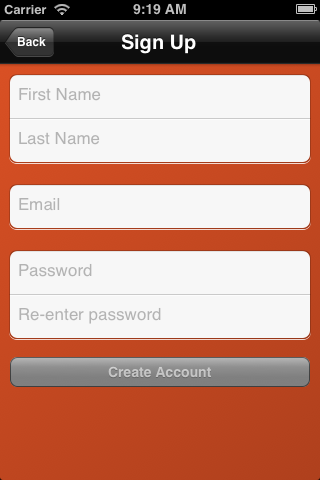 Carrier 9:19 AM
Back Sign Up
First Name
Last Name
Email
Password
Re-enter password
Create Account